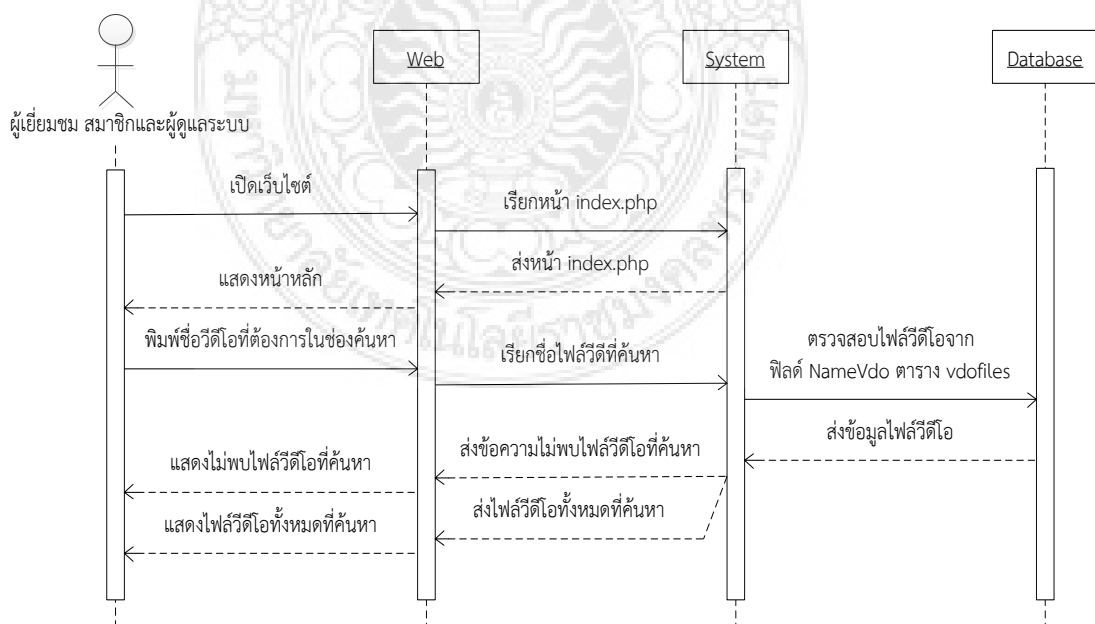 Web
System
Database
ผู้เยี่ยมชม สมาชิกและผู้ดูแลระบบ
เปิดเว็บไซต์
เรียกหน้า index.php
ส่งหน้า index.php
แสดงหน้าหลัก
พิมพ์ชื่อวีดีโอที่ต้องการในช่องค้นหา
เรียกชื่อไฟล์วีดีที่ค้นหา
ตรวจสอบไฟล์วีดีโอจาก
ฟิลด์ NameVdo ตาราง vdofiles
ส่งข้อมูลไฟล์วีดีโอ
ส่งข้อความไม่พบไฟล์วีดีโอที่ค้นหา
แสดงไม่พบไฟล์วีดีโอที่ค้นหา
ส่งไฟล์วีดีโอทั้งหมดที่ค้นหา
แสดงไฟล์วีดีโอทั้งหมดที่ค้นหา